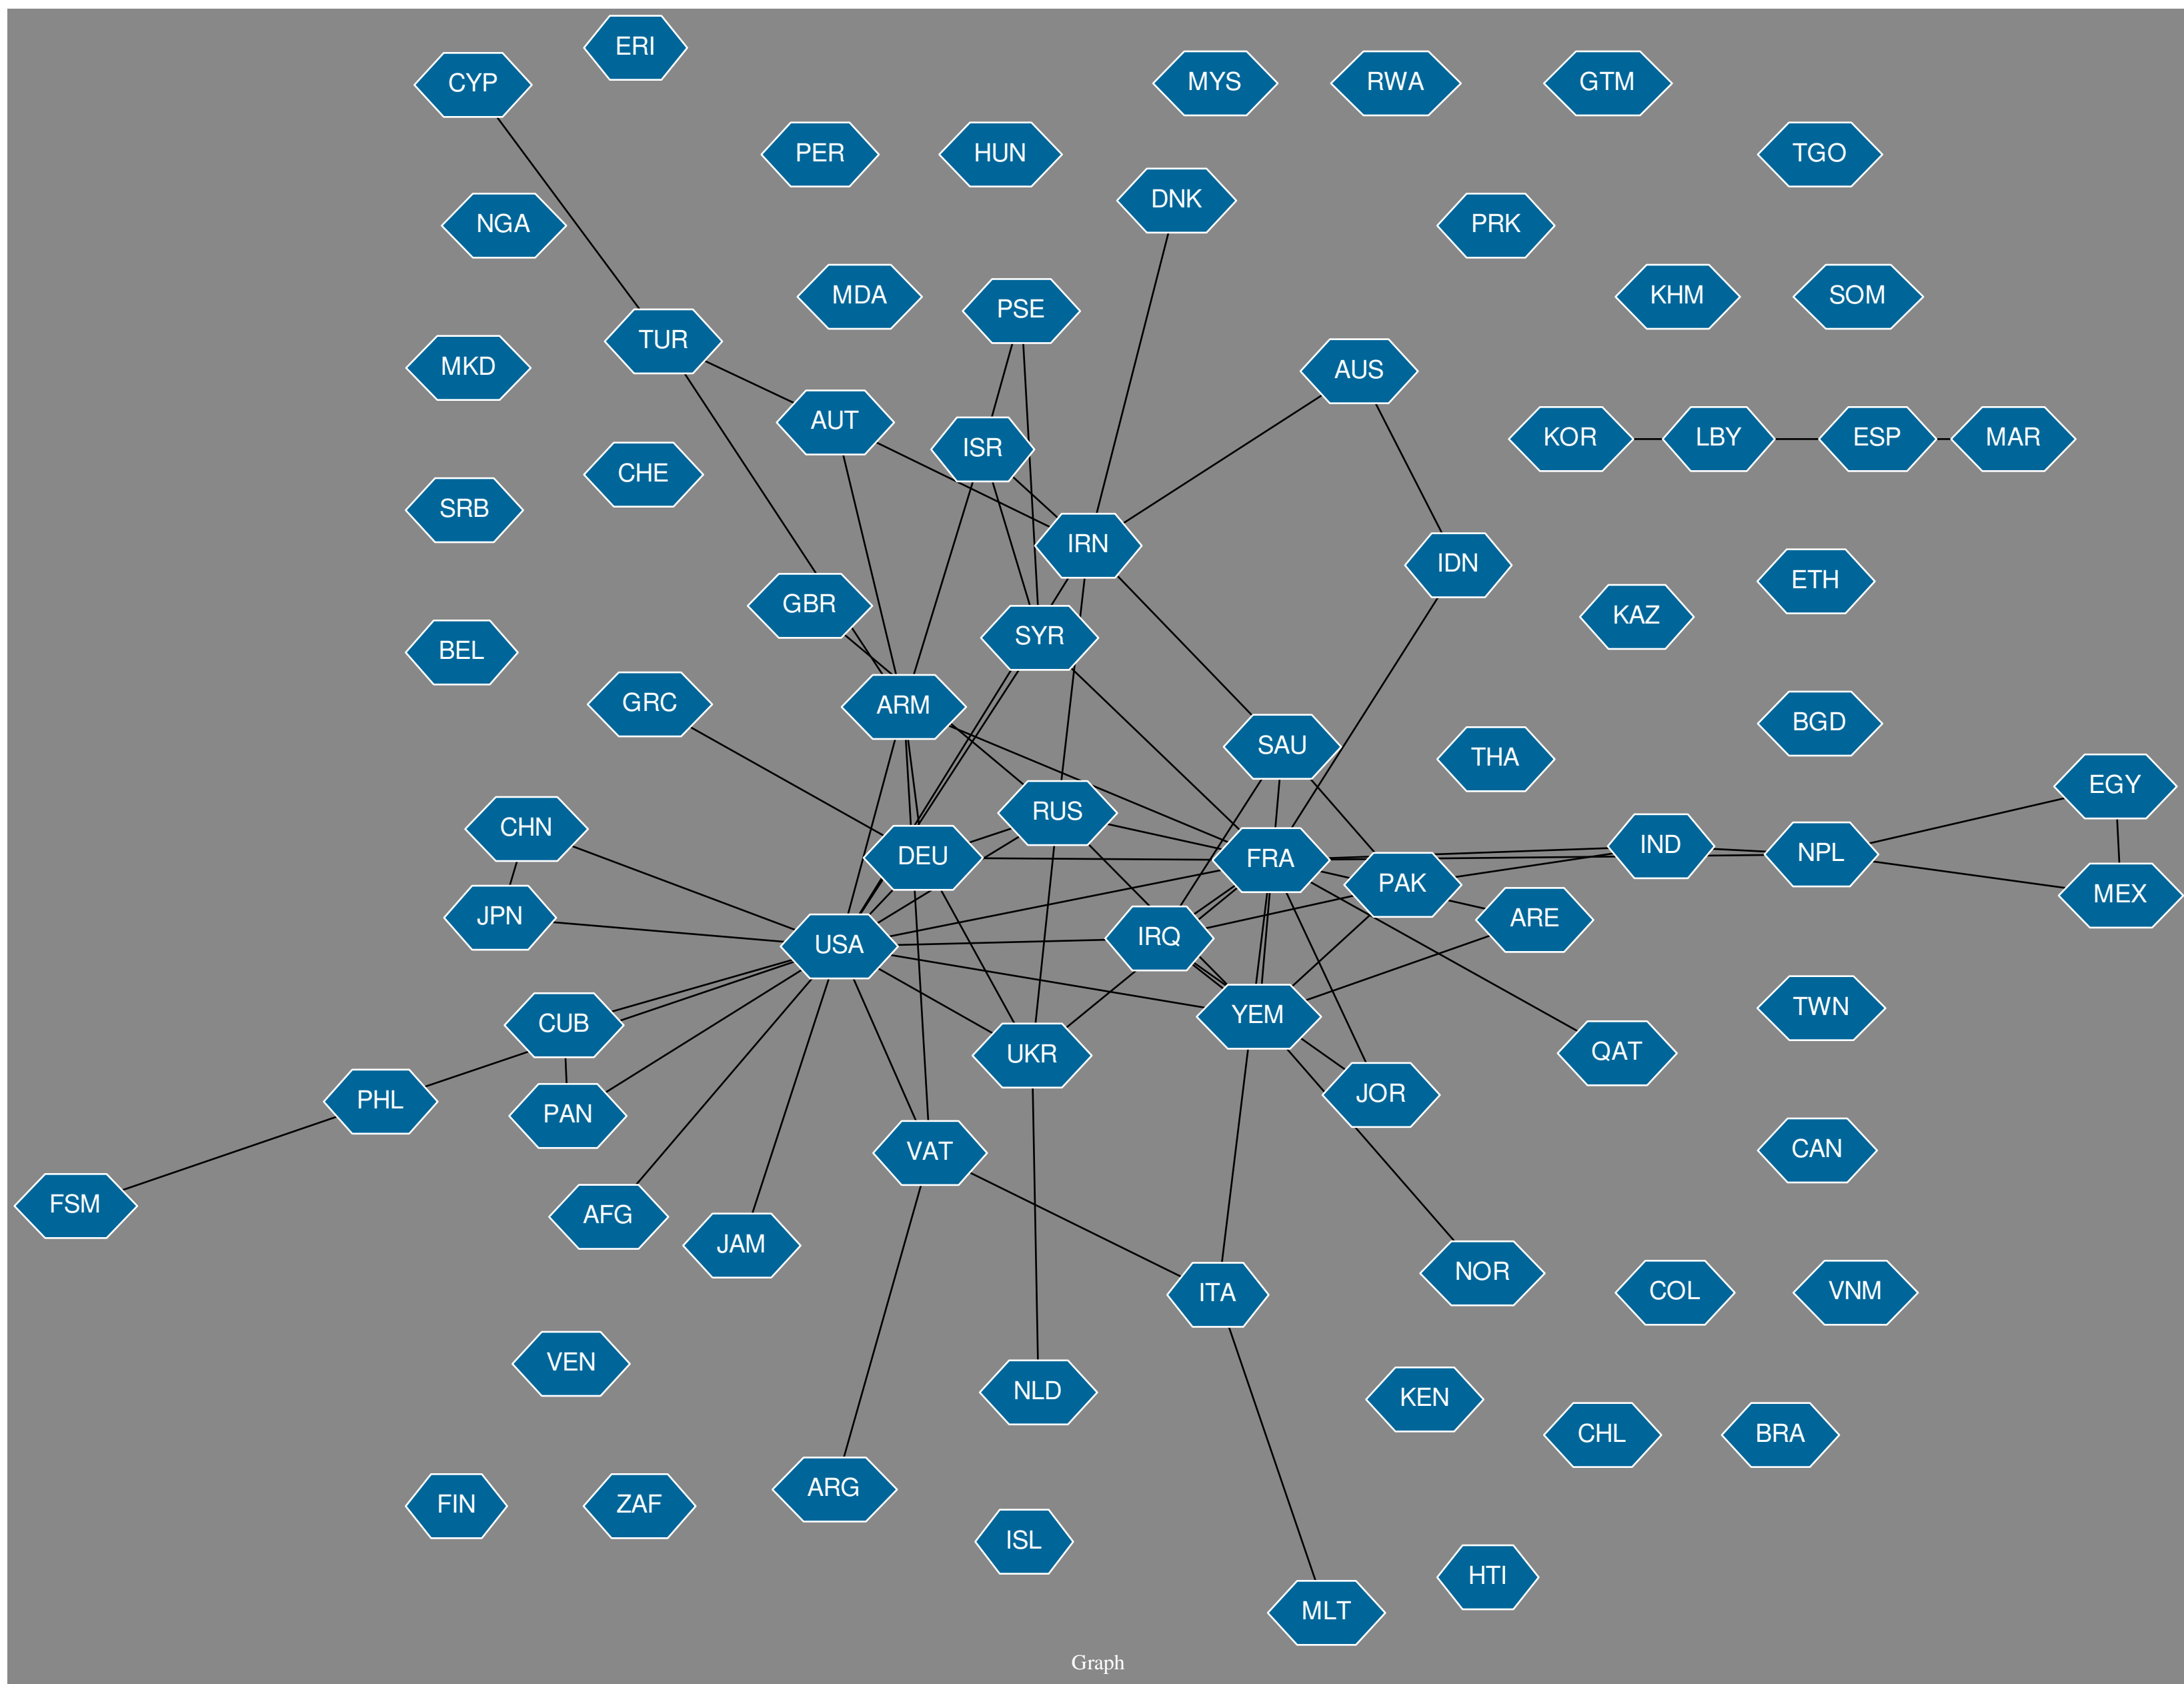 ERI
CYP
MYS
RWA
GTM
PER
HUN
TGO
DNK
NGA
PRK
MDA
PSE
KHM
SOM
TUR
MKD
AUS
AUT
ISR
KOR
LBY
ESP
MAR
CHE
SRB
IRN
IDN
ETH
GBR
KAZ
SYR
BEL
GRC
ARM
BGD
SAU
THA
EGY
RUS
CHN
DEU
FRA
IND
NPL
PAK
MEX
JPN
ARE
USA
IRQ
TWN
YEM
CUB
QAT
UKR
JOR
PHL
PAN
VAT
CAN
FSM
AFG
JAM
NOR
ITA
COL
VNM
VEN
NLD
KEN
CHL
BRA
ARG
FIN
ZAF
ISL
HTI
MLT
Graph